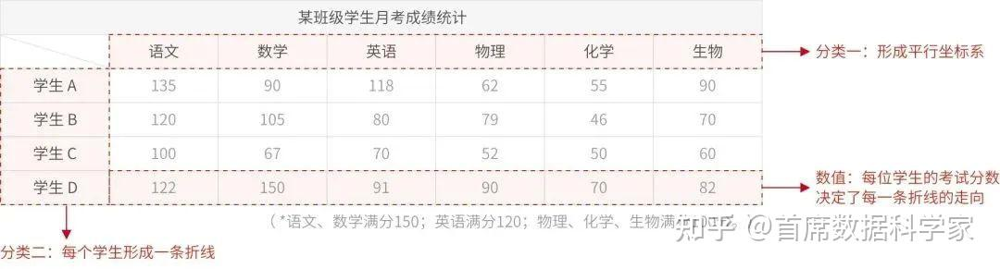 某班级学生月考成绩统计
语文 数学 英语 物理 化学 生物
分类一：形成平行坐标系
学生 A 135 90 118 62 55 90
学生 B 120 105 80 79 46 70
学生 C 100 67 70 52 50 60
学生 D 122 150 91 90 70 82
数值：每位学生的考试分数
决定了每一条折线的走向
（ *语文、数学满分150；英语满分120；物理、化学、生物满
知乎 @首席数据科学家
分类二：每个学生形成一条折线